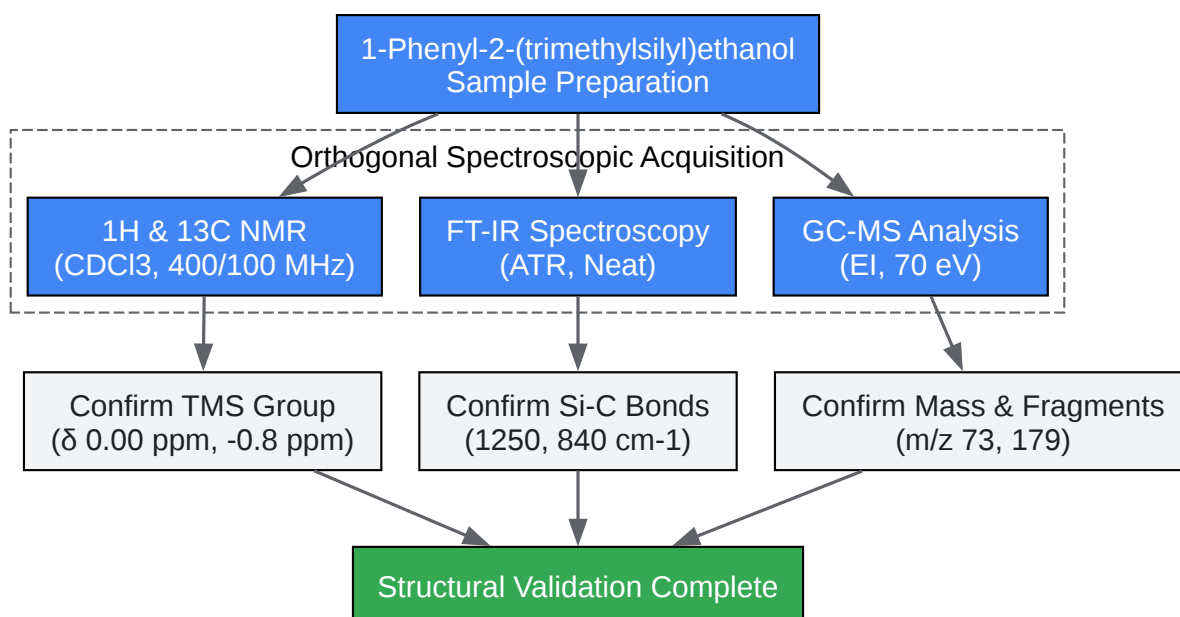 1-Phenyl-2-(trimethylsilyl)ethanol
Sample Preparation
Orthogonal Spectroscopic Acquisition
1H & 13C NMR
(CDCl3, 400/100 MHz)
FT-IR Spectroscopy
(ATR, Neat)
GC-MS Analysis
(EI, 70 eV)
Confirm TMS Group
(δ 0.00 ppm, -0.8 ppm)
Confirm Si-C Bonds
(1250, 840 cm-1)
Confirm Mass & Fragments
(m/z 73, 179)
Structural Validation Complete